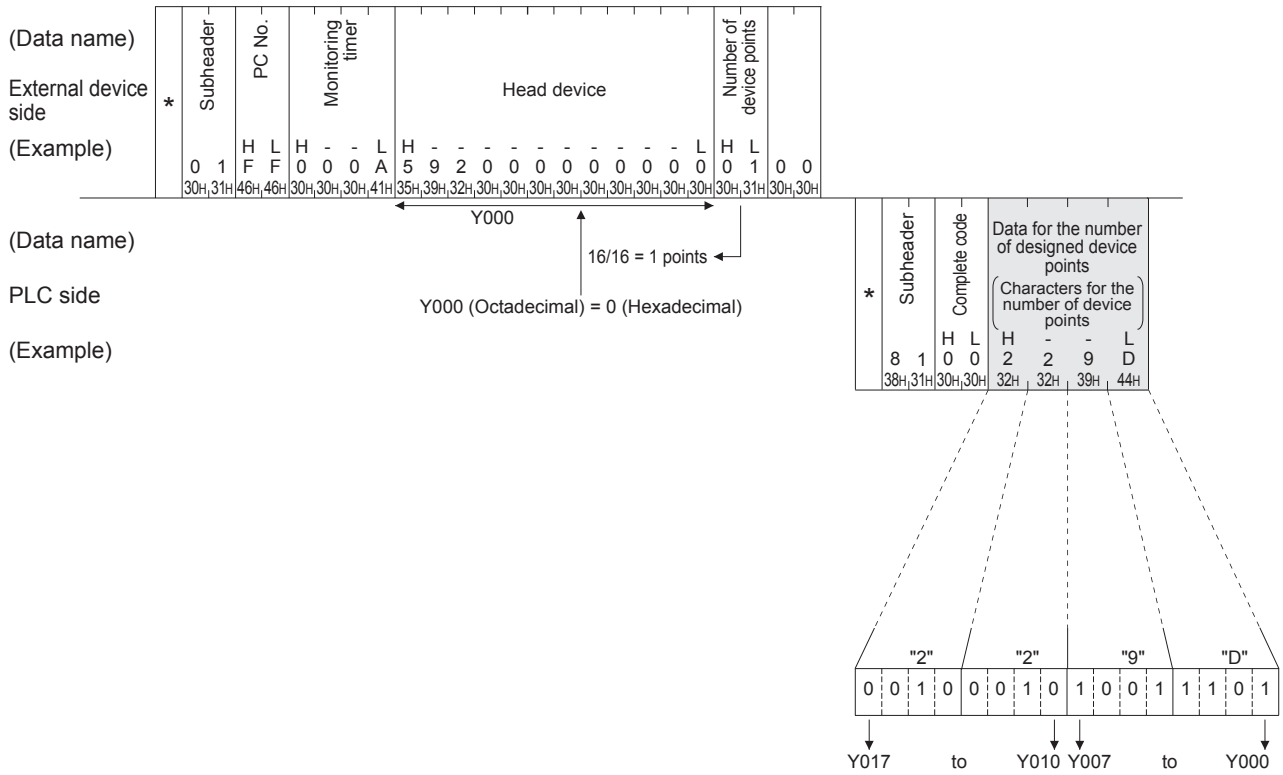 (Data name)
External device
side
(Example)
*
Subheader
PC No.
Monitoring
timer
Head device
Number of
device points
H L H - - L H - - - - - - - - - - L H L
0 1 F F 0 0 0 A 5 9 2 0 0 0 0 0 0 0 0 0 0 1 0 0
30H 31H 46H 46H 30H 30H 30H 41H 35H 39H 32H 30H 30H 30H 30H 30H 30H 30H 30H 30H 30H 31H 30H 30H
Y000
16/16 = 1 points
Y000 (Octadecimal) = 0 (Hexadecimal)
(Data name)
PLC side
(Example)
*
Subheader
Complete code
Data for the number
of designed device
points
Characters for the
number of device
points
H L H - - L
8 1 0 0 2 2 9 D
38H 31H 30H 30H 32H 32H 39H 44H
"2" "2" "9" "D"
0 0 1 0 0 0 1 0 1 0 0 1 1 1 0 1
Y017 to Y010 Y007 to Y000